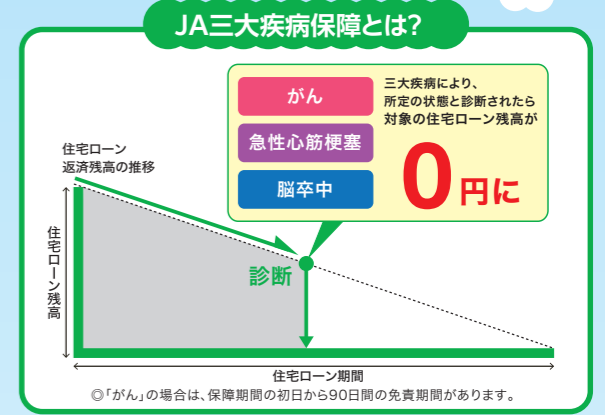 JA三大疾病保障とは?
がん
急性心筋梗塞
脳卒中
三大疾病により、
所定の状態と診断されたら
対象の住宅ローン残高が
0円に
住宅ローン
返済残高の推移
住宅ローン残高
診断
住宅ローン期間
◎「がん」の場合は、保障期間の初日から90日間の免責期間があります。